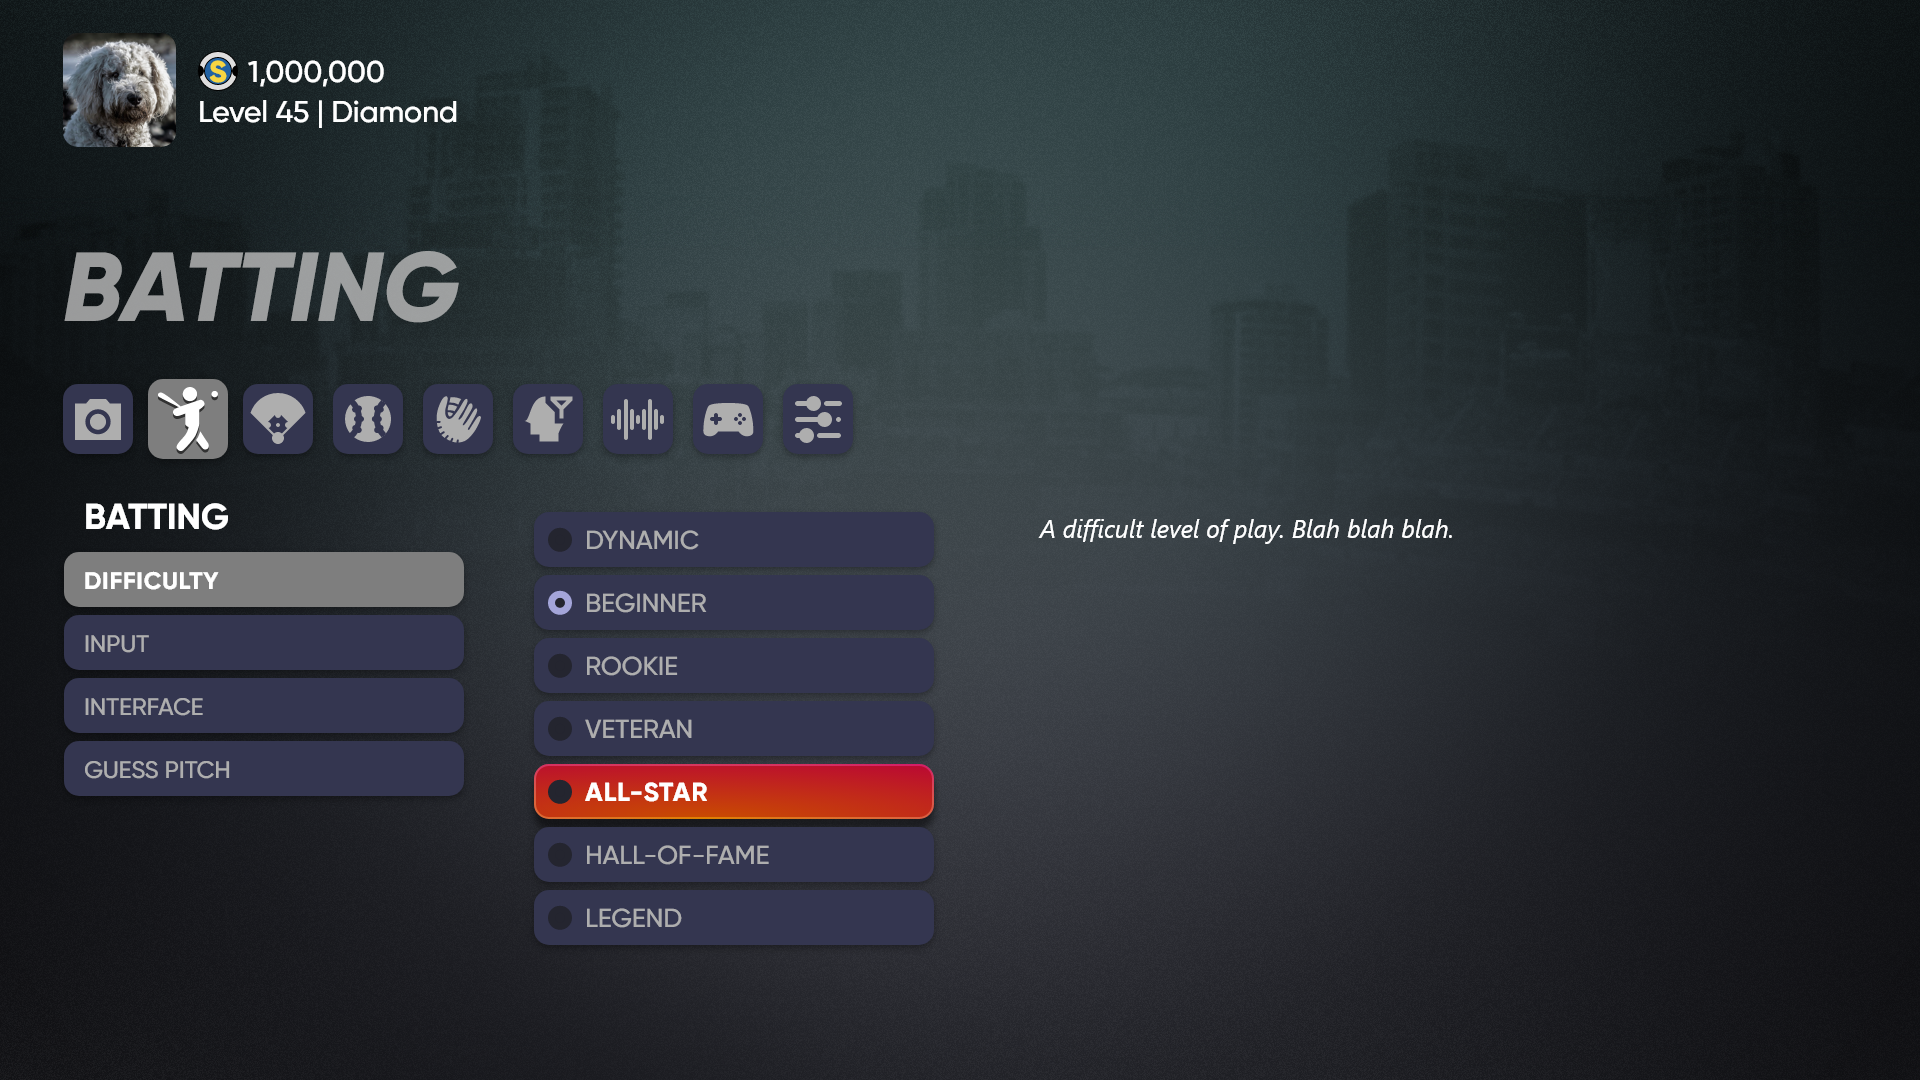 S 1,000,000
Level 45 | Diamond
BATTING
BATTING
DIFFICULTY
INPUT
INTERFACE
GUESS PITCH
DYNAMIC
BEGINNER
ROOKIE
VETERAN
ALL-STAR
HALL-OF-FAME
LEGEND
A difficult level of play. Blah blah blah.